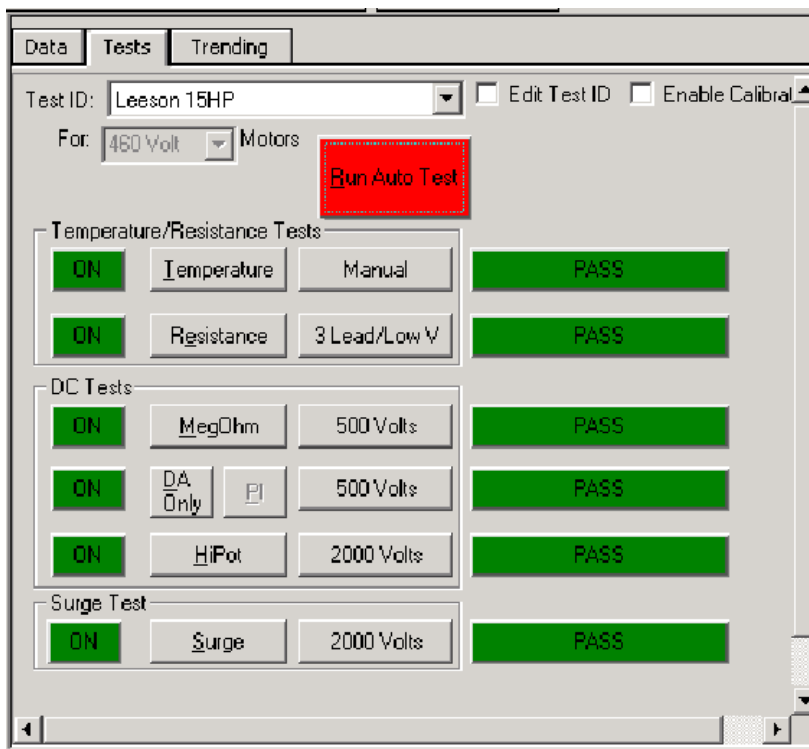 Data Tests Trending
Test ID: Leeson 15HP Edit Test ID Enable Calibrat
For: 460 Volt Motors
Run Auto Test
Temperature/Resistance Tests
ON Temperature Manual PASS
ON Resistance 3 Lead/Low V PASS
DC Tests
ON MegOhm 500 Volts PASS
ON DA Only PI 500 Volts PASS
ON HiPot 2000 Volts PASS
Surge Test
ON Surge 2000 Volts PASS